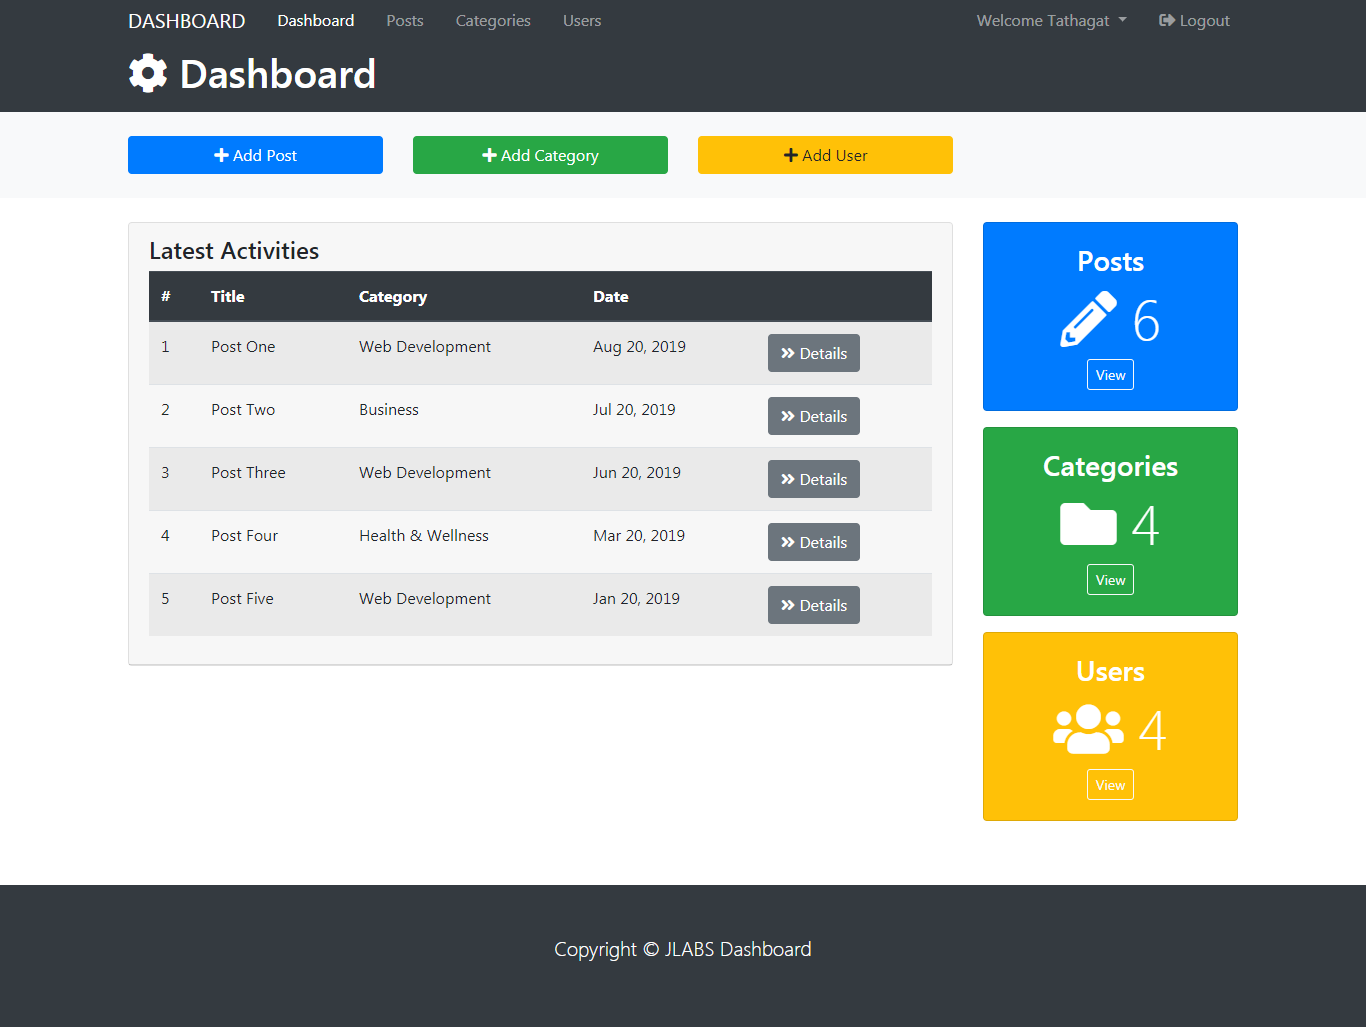 DASHBOARD Dashboard Posts Categories Users Welcome Tathagat Logout
Dashboard
Add Post Add Category Add User
Latest Activities
# Title Category Date
1 Post One Web Development Aug 20, 2019 Details
2 Post Two Business Jul 20, 2019 Details
3 Post Three Web Development Jun 20, 2019 Details
4 Post Four Health & Wellness Mar 20, 2019 Details
5 Post Five Web Development Jan 20, 2019 Details
Posts
6
View
Categories
4
View
Users
4
View
Copyright © JLABS Dashboard